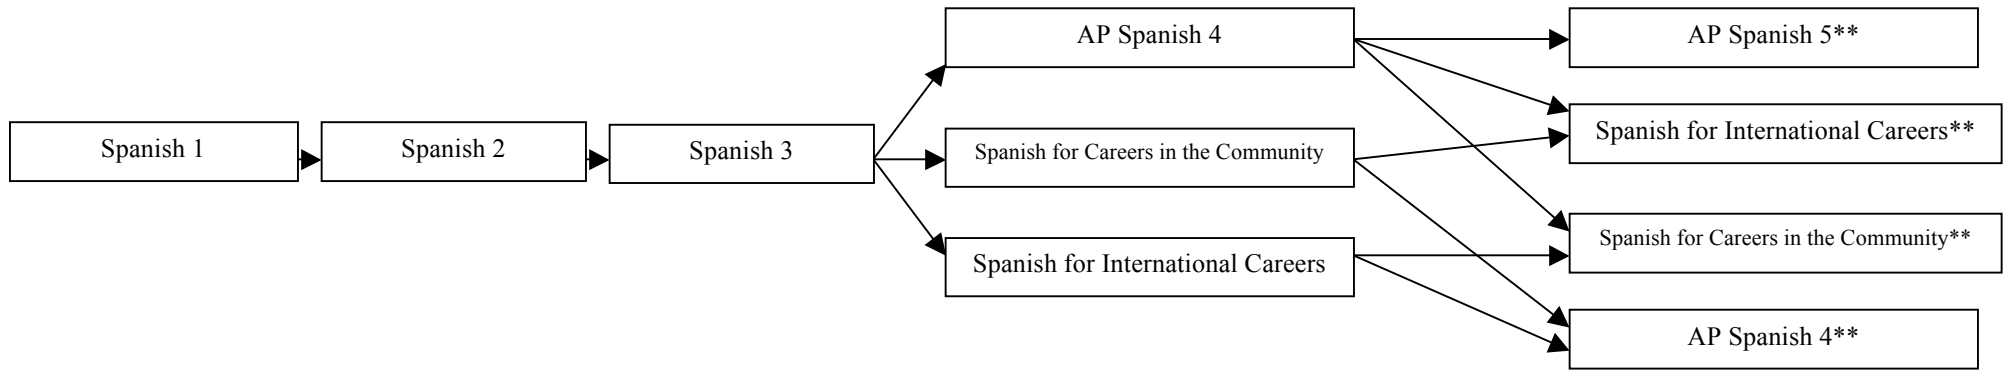 Spanish 1
Spanish 2
Spanish 3
AP Spanish 4
Spanish for Careers in the Community
Spanish for International Careers
AP Spanish 5**
Spanish for International Careers**
Spanish for Careers in the Community**
AP Spanish 4**